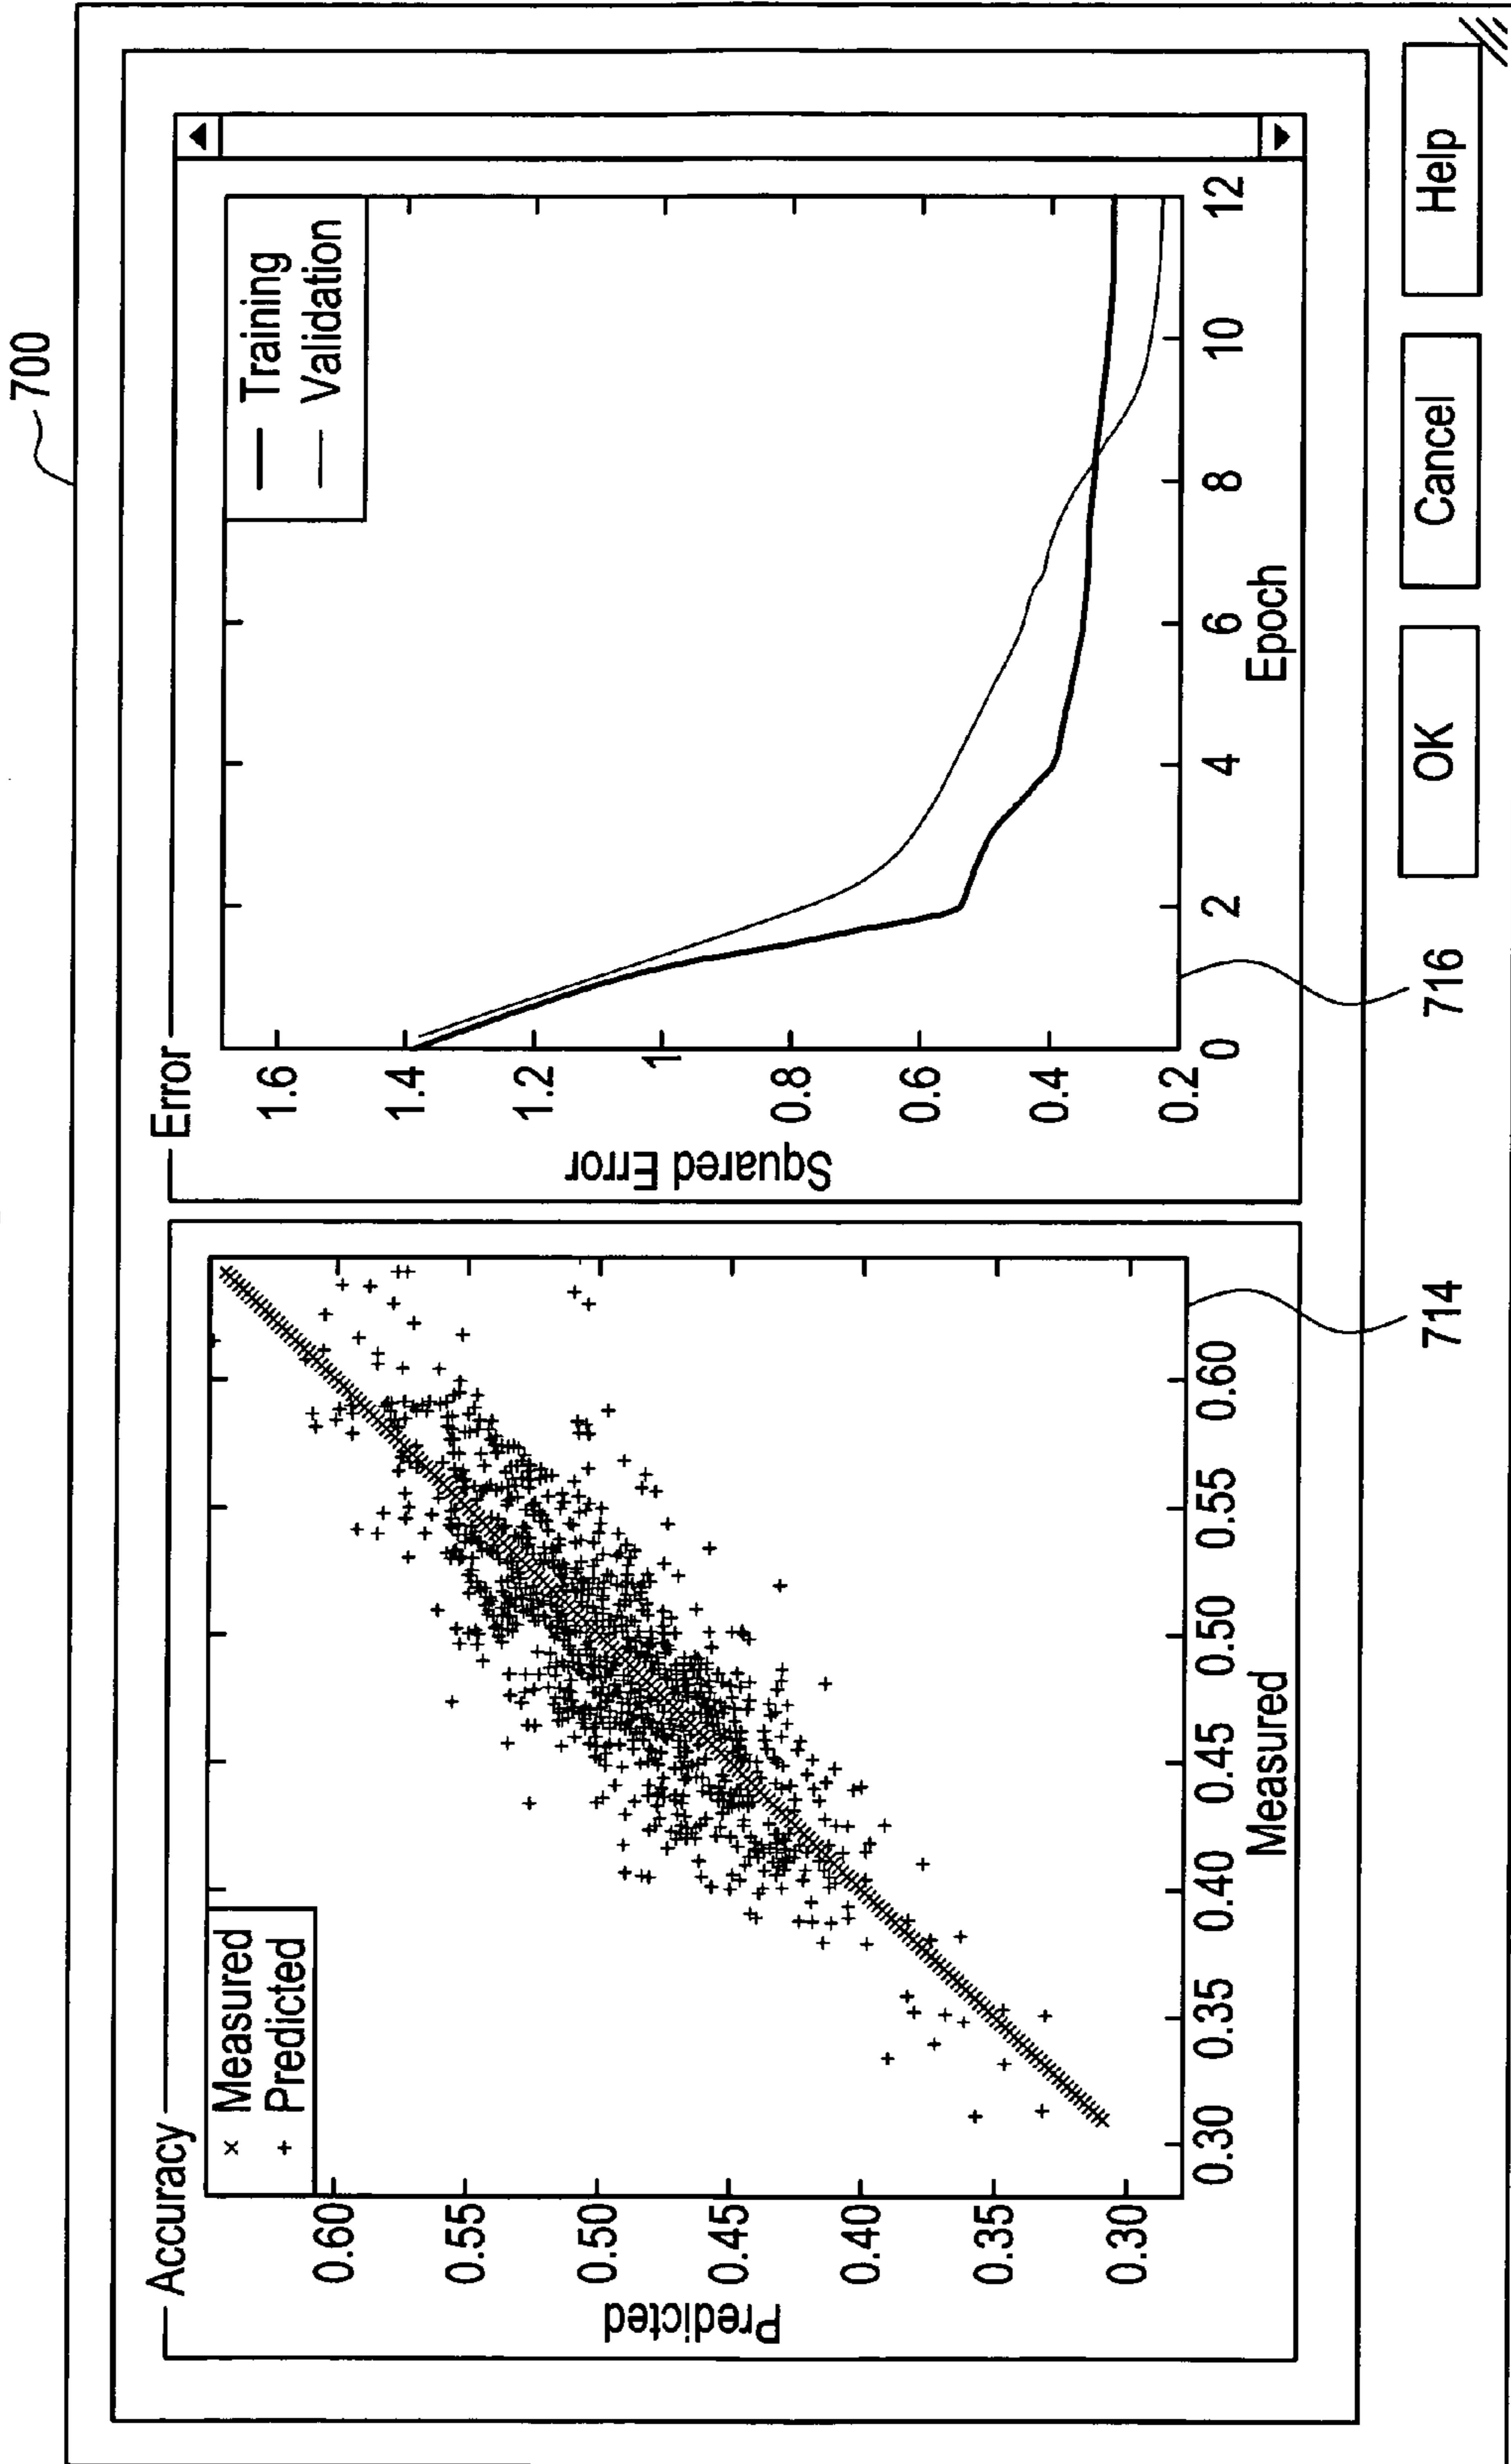 700
Accuracy
× Measured
+ Predicted
Predicted
0.60
0.55
0.50
0.45
0.40
0.35
0.30
0.30 0.35 0.40 0.45 0.50 0.55 0.60
Measured
714
Error
Training
Validation
Squared Error
1.6
1.4
1.2
1
0.8
0.6
0.4
0.2
0 2 4 6 8 10 12
Epoch
716
OK
Cancel
Help